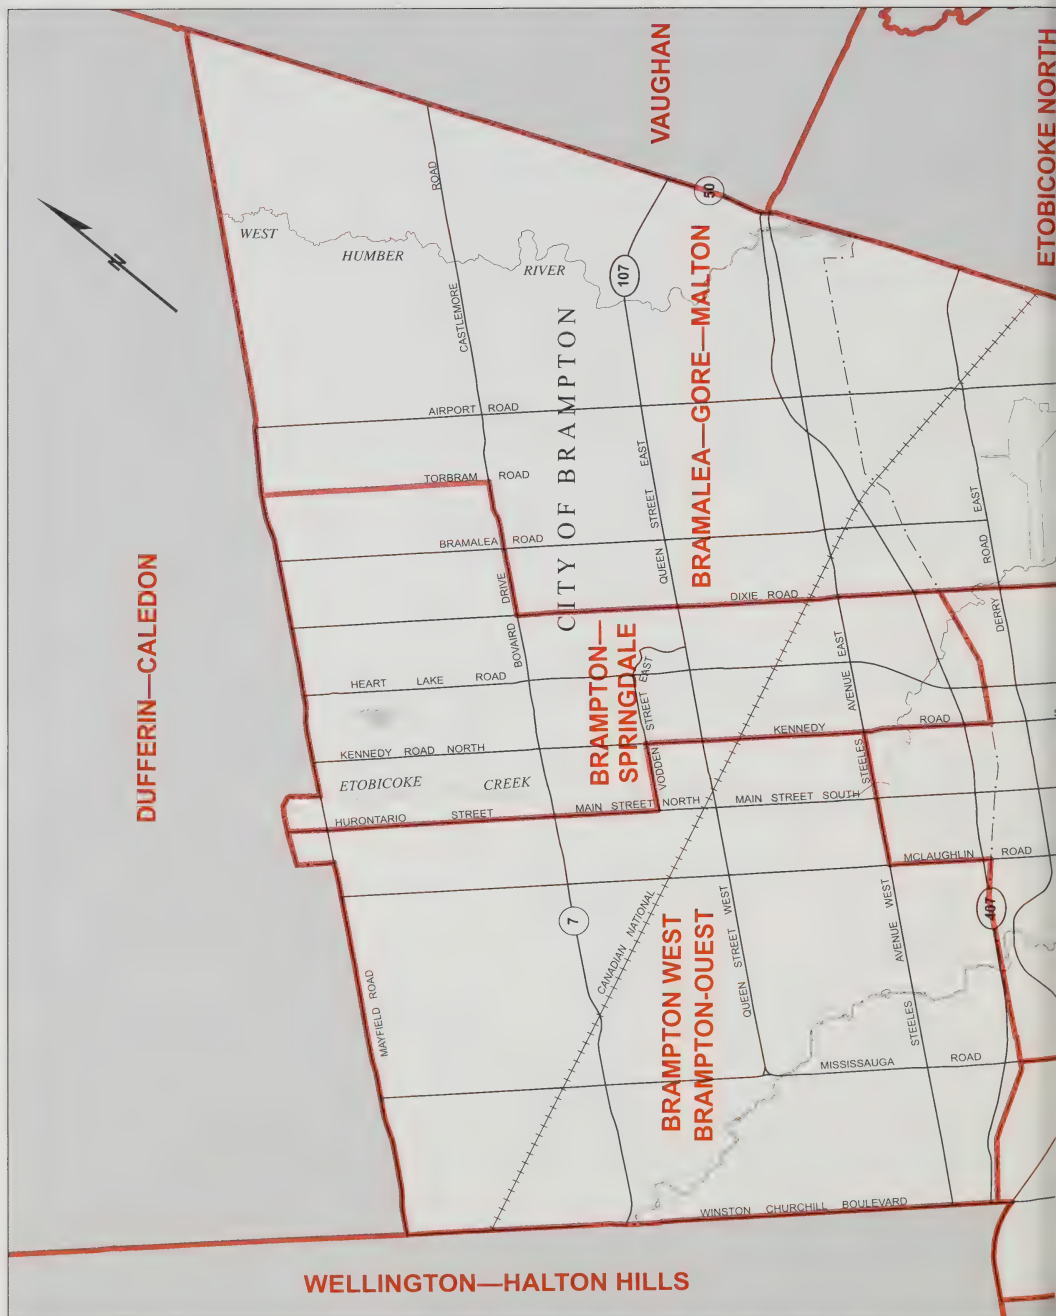 VAUGHAN
ETOBICOKE NORTH
50
ROAD
WEST
HUMBER
RIVER
N
107
CASTLEMORE
CITY OF BRAMPTON
BRAMALEA—GORE—MALTON
AIRPORT ROAD
EAST
STREET
QUEEN
TORBRAM ROAD
EAST
ROAD
DERRY
BRAMALEA ROAD
DRIVE
BOVAIRD
DIXIE ROAD
DUFFERIN—CALEDON
BRAMPTON—
SPRINGDALE
STREET EAST
VODDEN
AVENUE EAST
STEELES
HEART LAKE ROAD
KENNEDY ROAD
KENNEDY ROAD NORTH
ETOBICOKE CREEK
HURONTARIO STREET
MAIN STREET NORTH
MAIN STREET SOUTH
MCLAUGHLIN ROAD
7
CANADIAN NATIONAL
QUEEN STREET WEST
AVENUE WEST
STEELES
407
BRAMPTON WEST
BRAMPTON-OUEST
MAYFIELD ROAD
MISSISSAUGA ROAD
WINSTON CHURCHILL BOULEVARD
WELLINGTON—HALTON HILLS